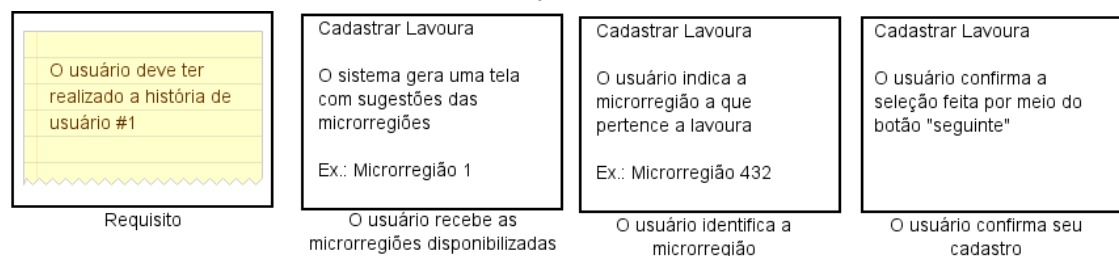 O usuário deve ter
realizado a história de
usuário #1
Requisito
Cadastrar Lavoura
O sistema gera uma tela
com sugestões das
microrregiões
Ex.: Microrregião 1
O usuário recebe as
microrregiões disponibilizadas
Cadastrar Lavoura
O usuário indica a
microrregião a que
pertence a lavoura
Ex.: Microrregião 432
O usuário identifica a
microrregião
Cadastrar Lavoura
O usuário confirma a
seleção feita por meio do
botão "seguinte"
O usuário confirma seu
cadastro